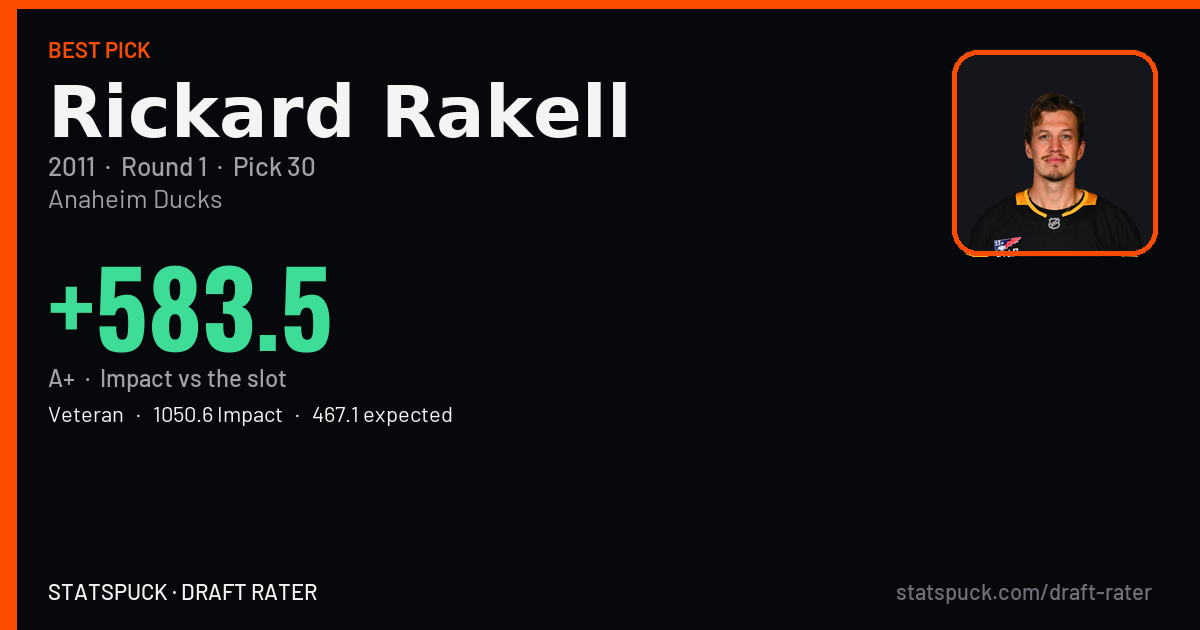 BEST PICK
Rickard Rakell
2011 · Round 1 · Pick 30
Anaheim Ducks
+583.5
A+ · Impact vs the slot
Veteran · 1050.6 Impact · 467.1 expected
STATSPUCK · DRAFT RATER
statspuck.com/draft-rater